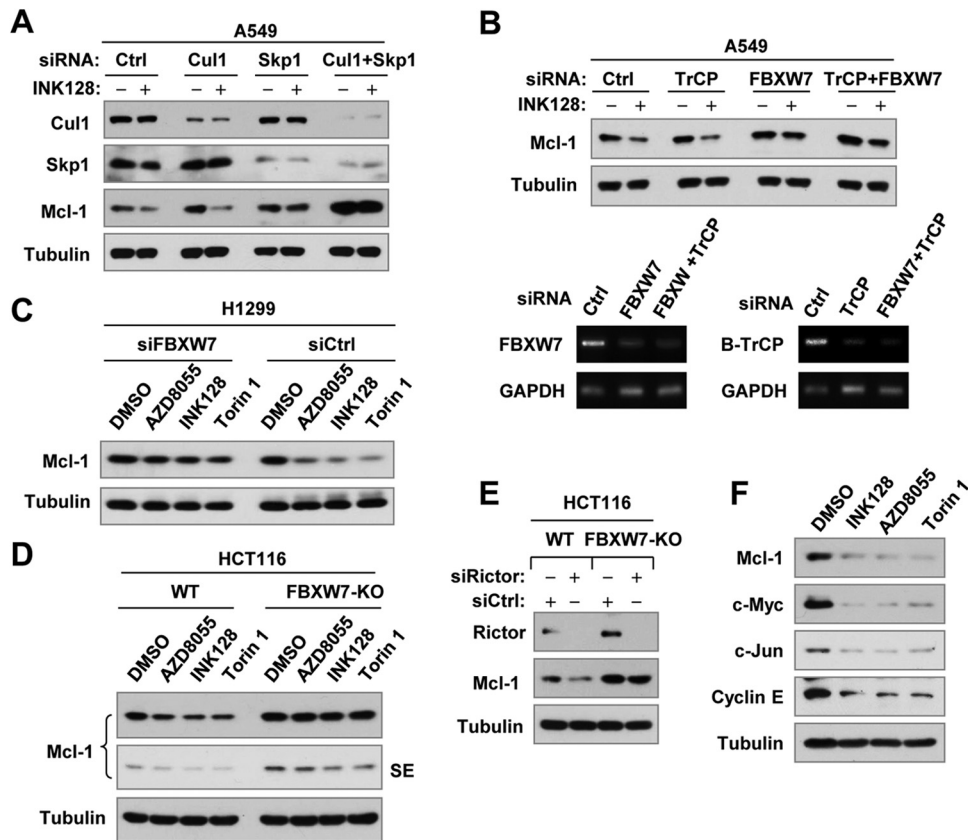 A
A549
siRNA: Ctrl Cul1 Skp1 Cul1+Skp1
INK128: – + – + – + – +
Cul1
Skp1
Mcl-1
Tubulin
B
A549
siRNA: Ctrl TrCP FBXW7 TrCP+FBXW7
INK128: – + – + – + – +
Mcl-1
Tubulin
siRNA Ctrl FBXW7 FBXW +TrCP
FBXW7
GAPDH
siRNA Ctrl TrCP FBXW7+TrCP
B-TrCP
GAPDH
C
H1299
siFBXW7 siCtrl
DMSO AZD8055 INK128 Torin 1 DMSO AZD8055 INK128 Torin 1
Mcl-1
Tubulin
D
HCT116
WT FBXW7-KO
DMSO AZD8055 INK128 Torin 1 DMSO AZD8055 INK128 Torin 1
Mcl-1
SE
Tubulin
E
HCT116
WT FBXW7-KO
siRictor: – + – +
siCtrl: + – + –
Rictor
Mcl-1
Tubulin
F
DMSO INK128 AZD8055 Torin 1
Mcl-1
c-Myc
c-Jun
Cyclin E
Tubulin